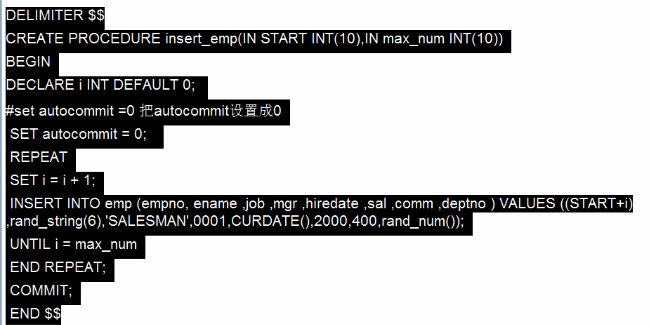 DELIMITER $$
CREATE PROCEDURE insert_emp(IN START INT(10),IN max_num INT(10))
BEGIN
DECLARE i INT DEFAULT 0;
#set autocommit =0 把autocommit设置成0
SET autocommit = 0;
REPEAT
SET i = i + 1;
INSERT INTO emp (empno, ename ,job ,mgr ,hiredate ,sal ,comm ,deptno ) VALUES ((START+i)
,rand_string(6),'SALESMAN',0001,CURDATE(),2000,400,rand_num());
UNTIL i = max_num
END REPEAT;
COMMIT;
END $$